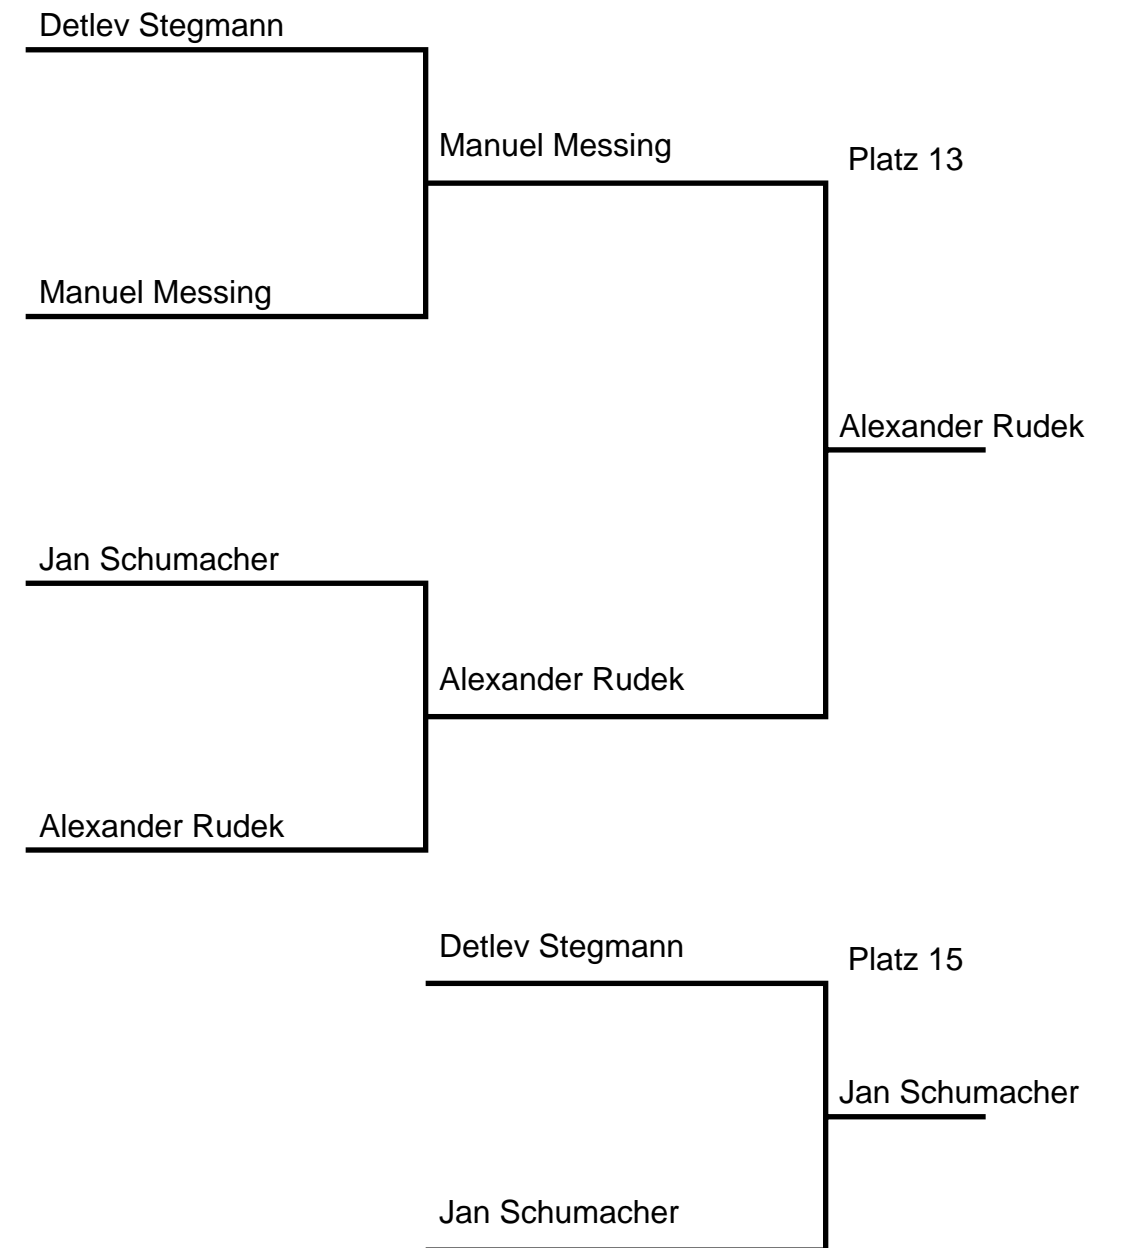 Detlev Stegmann
Manuel Messing
Platz 13
Manuel Messing
Alexander Rudek
Jan Schumacher
Alexander Rudek
Alexander Rudek
Detlev Stegmann
Platz 15
Jan Schumacher
Jan Schumacher